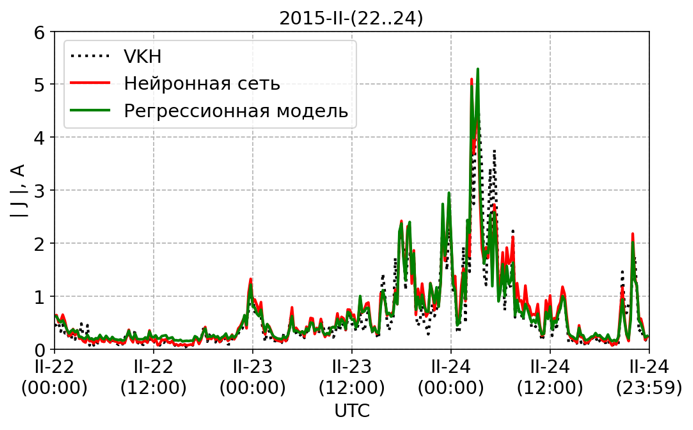 2015-II-(22..24)
6
5
4
3
2
1
0
| J |, А
VKH
Нейронная сеть
Регрессионная модель
II-22 II-22 II-23 II-23 II-24 II-24 II-24
(00:00) (12:00) (00:00) (12:00) (00:00) (12:00) (23:59)
UTC